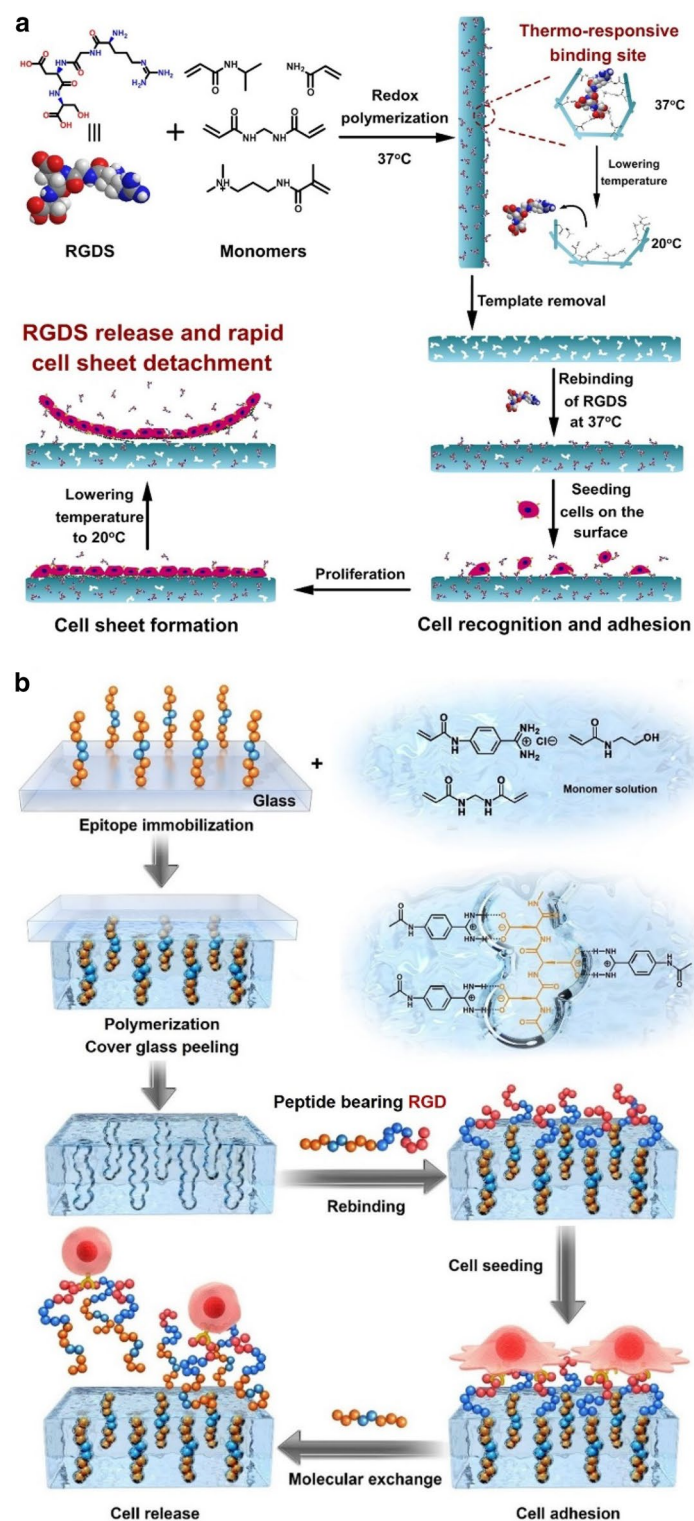 a
Thermo-responsive
binding site
Redox
polymerization
37°C
RGDS
Monomers
37°C
Lowering
temperature
20°C
Template removal
Rebinding
of RGDS
at 37°C
Seeding
cells on the
surface
Cell recognition and adhesion
Proliferation
Cell sheet formation
Lowering
temperature
to 20°C
RGDS release and rapid
cell sheet detachment
b
Glass
Epitope immobilization
+
Monomer solution
Polymerization
Cover glass peeling
Peptide bearing RGD
Rebinding
Cell seeding
Cell adhesion
Molecular exchange
Cell release